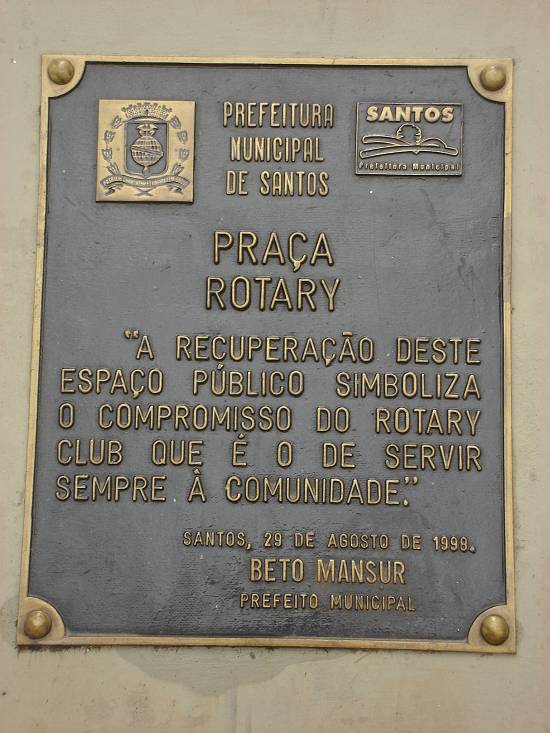 PREFEITURA
MUNICIPAL
DE SANTOS
SANTOS
Prefeitura Municipal
PRAÇA
ROTARY
“A RECUPERAÇÃO DESTE
ESPAÇO PÚBLICO SIMBOLIZA
O COMPROMISSO DO ROTARY
CLUB QUE É O DE SERVIR
SEMPRE À COMUNIDADE.”
SANTOS, 29 DE AGOSTO DE 1998.
BETO MANSUR
PREFEITO MUNICIPAL